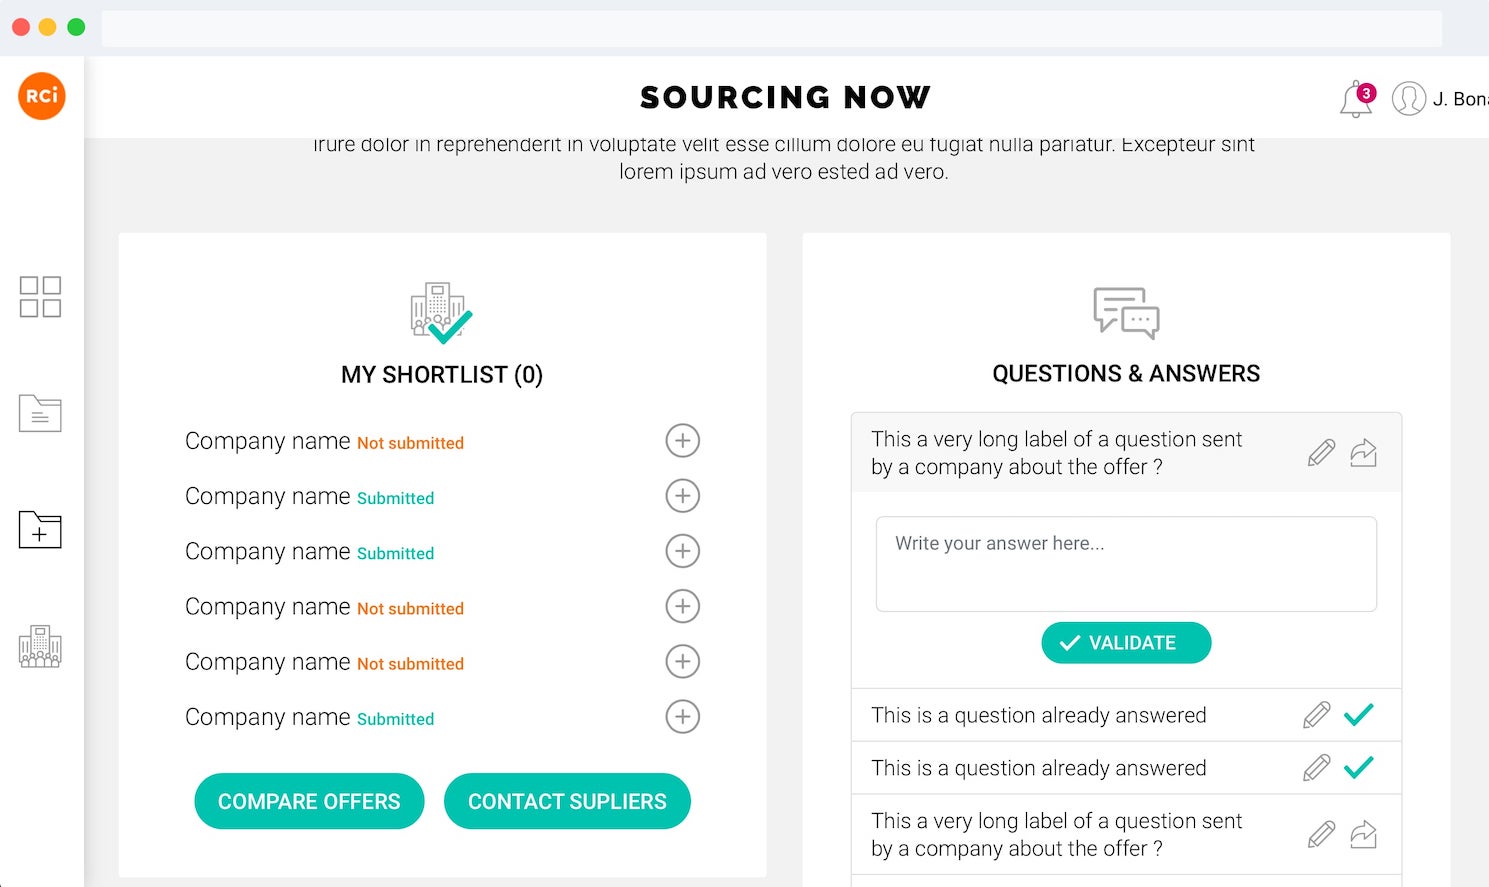 RCi
SOURCING NOW
3
J. Bona
irure dolor in reprehenderit in voluptate velit esse cillum dolore eu fugiat nulla pariatur. Excepteur sint
lorem ipsum ad vero ested ad vero.
MY SHORTLIST (0)
Company name Not submitted
Company name Submitted
Company name Submitted
Company name Not submitted
Company name Not submitted
Company name Submitted
COMPARE OFFERS
CONTACT SUPLIERS
QUESTIONS & ANSWERS
This a very long label of a question sent
by a company about the offer ?
Write your answer here...
VALIDATE
This is a question already answered
This is a question already answered
This a very long label of a question sent
by a company about the offer ?